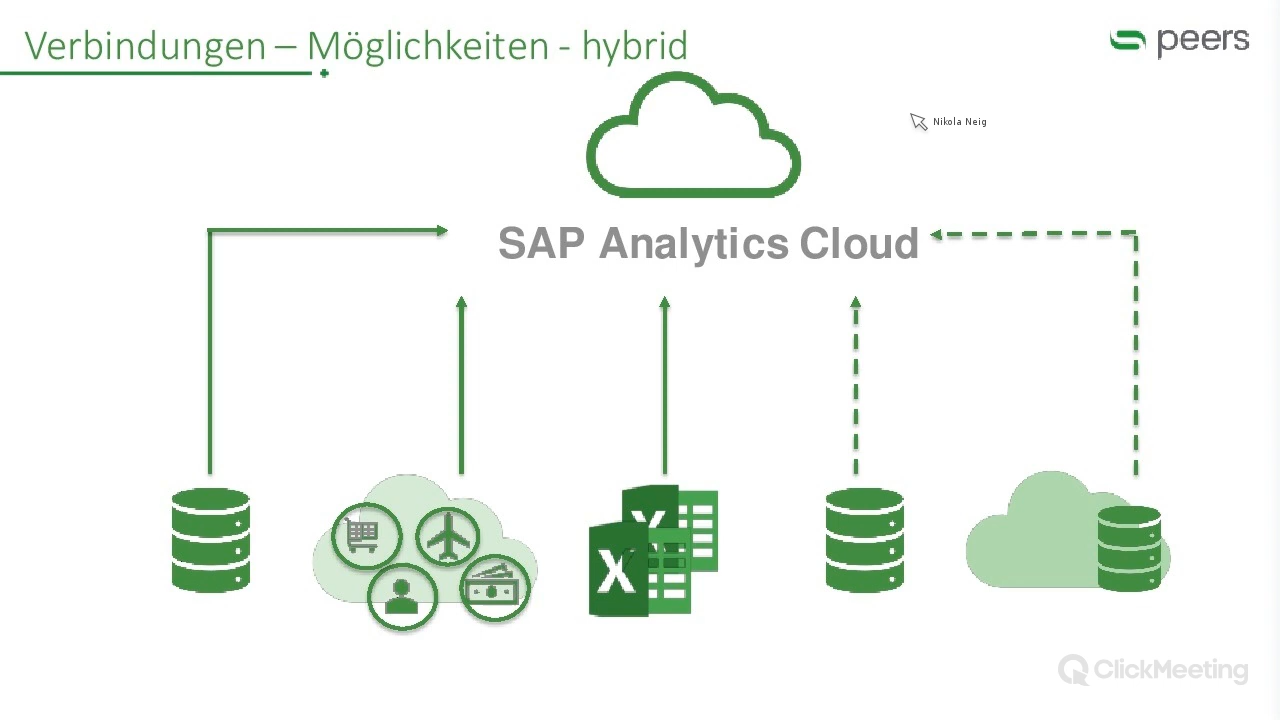 Verbindungen – Möglichkeiten - hybrid
peers
Nikola Neig
SAP Analytics Cloud
X
X
ClickMeeting